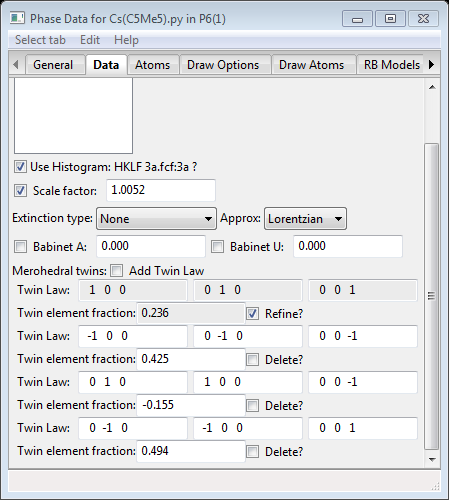 Phase Data for Cs(C5Me5).py in P6(1)
Select tab Edit Help
General Data Atoms Draw Options Draw Atoms RB Models
Use Histogram: HKLF 3a.fcf:3a ?
Scale factor: 1.0052
Extinction type: None Approx: Lorentzian
Babinet A: 0.000 Babinet U: 0.000
Merohedral twins: Add Twin Law
Twin Law: 1 0 0 0 1 0 0 0 1
Twin element fraction: 0.236 Refine?
Twin Law: -1 0 0 0 -1 0 0 0 -1
Twin element fraction: 0.425 Delete?
Twin Law: 0 1 0 1 0 0 0 0 -1
Twin element fraction: -0.155 Delete?
Twin Law: 0 -1 0 -1 0 0 0 0 1
Twin element fraction: 0.494 Delete?